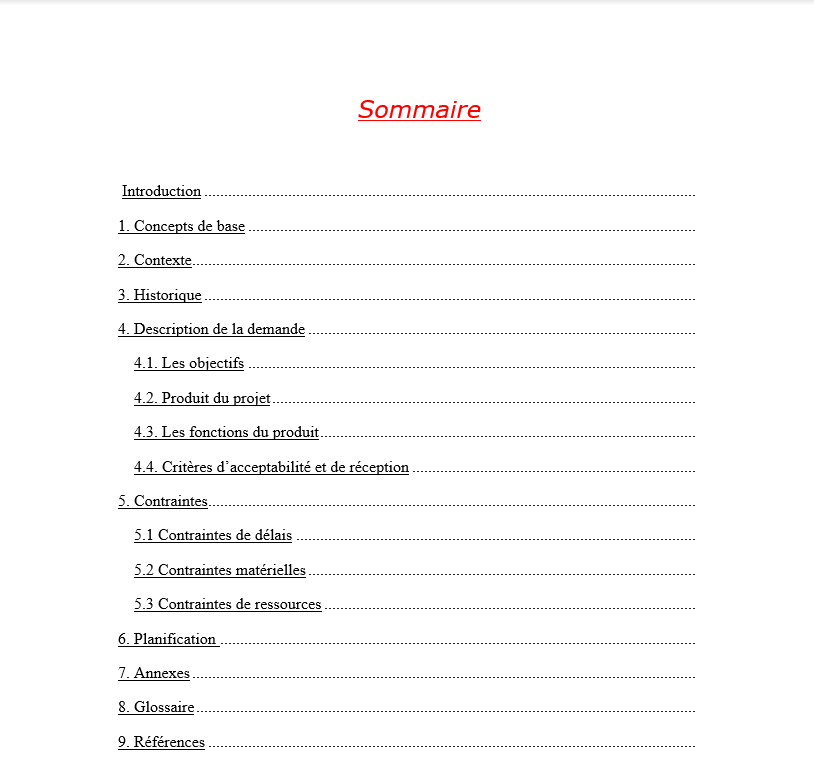 Sommaire
Introduction ........................................................................
1. Concepts de base ........................................................................
2. Contexte........................................................................
3. Historique ........................................................................
4. Description de la demande ........................................................................
4.1. Les objectifs ........................................................................
4.2. Produit du projet........................................................................
4.3. Les fonctions du produit........................................................................
4.4. Critères d’acceptabilité et de réception ........................................................................
5. Contraintes........................................................................
5.1 Contraintes de délais ........................................................................
5.2 Contraintes matérielles ........................................................................
5.3 Contraintes de ressources ........................................................................
6. Planification ........................................................................
7. Annexes ........................................................................
8. Glossaire ........................................................................
9. Références ........................................................................